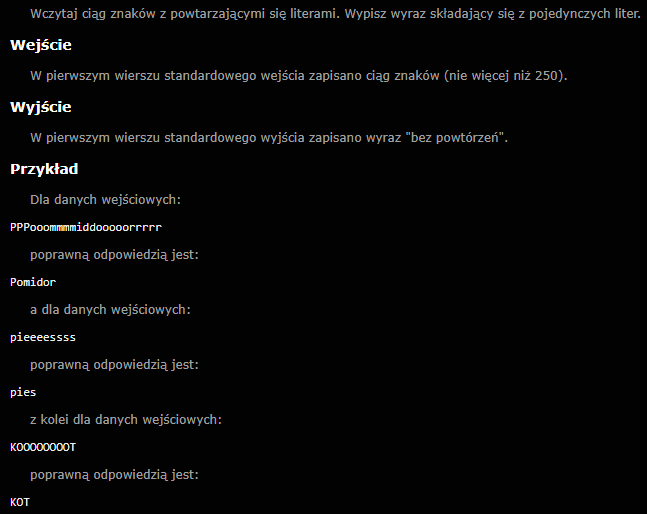 Wczytaj ciąg znaków z powtarzającymi się literami. Wypisz wyraz składający się z pojedynczych liter.
Wejście
W pierwszym wierszu standardowego wejścia zapisano ciąg znaków (nie więcej niż 250).
Wyjście
W pierwszym wierszu standardowego wyjścia zapisano wyraz "bez powtórzeń".
Przykład
Dla danych wejściowych:
PPPooommmmiddooooorrrrr
poprawną odpowiedzią jest:
Pomidor
a dla danych wejściowych:
pieeeessss
poprawną odpowiedzią jest:
pies
z kolei dla danych wejściowych:
KOOOOOOOOT
poprawną odpowiedzią jest:
KOT